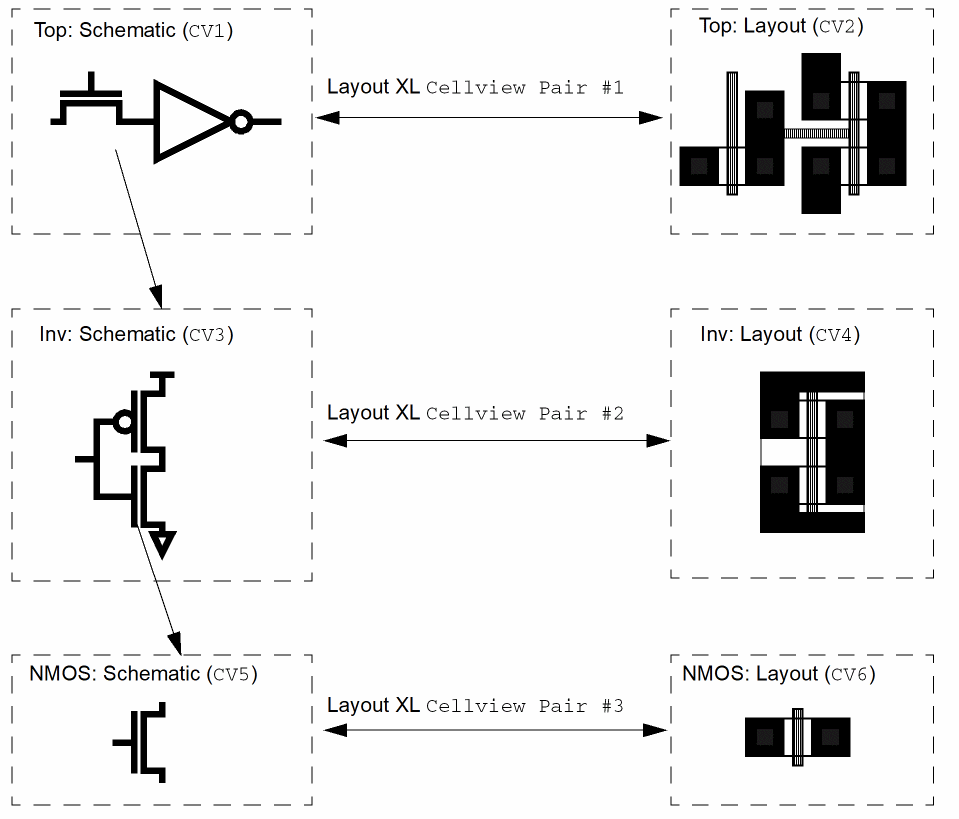 Top: Schematic (CV1)
Layout XL Cellview Pair #1
Top: Layout (CV2)
Inv: Schematic (CV3)
Layout XL Cellview Pair #2
Inv: Layout (CV4)
NMOS: Schematic (CV5)
Layout XL Cellview Pair #3
NMOS: Layout (CV6)